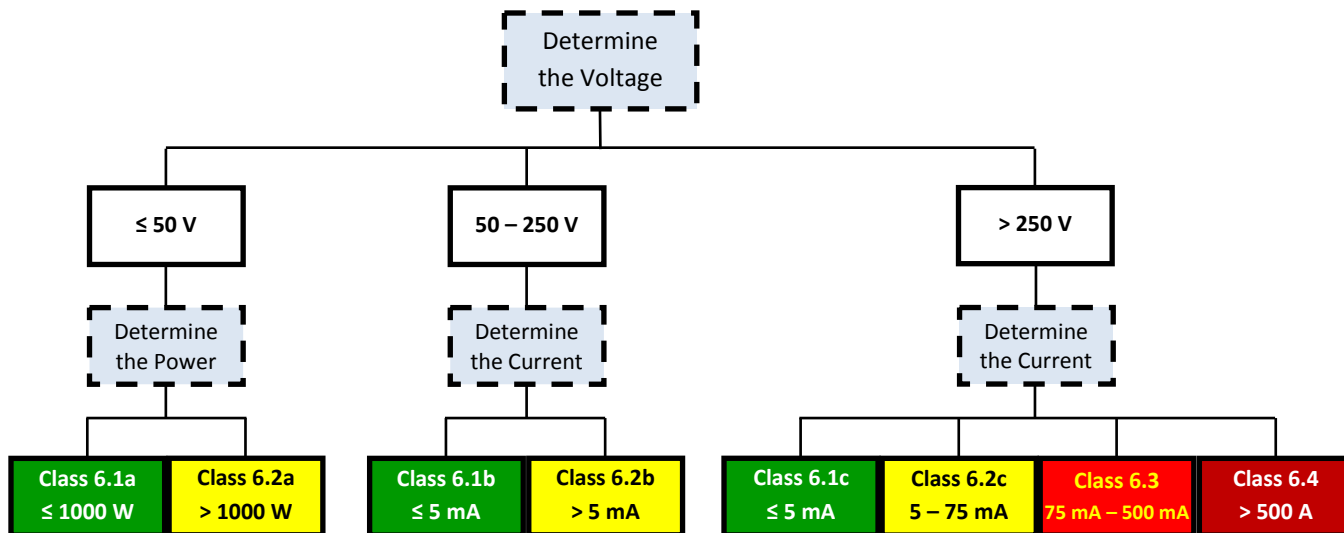 Determine
the Voltage
≤ 50 V
50 – 250 V
> 250 V
Determine
the Power
Determine
the Current
Determine
the Current
Class 6.1a
≤ 1000 W
Class 6.2a
> 1000 W
Class 6.1b
≤ 5 mA
Class 6.2b
> 5 mA
Class 6.1c
≤ 5 mA
Class 6.2c
5 – 75 mA
Class 6.3
75 mA – 500 mA
Class 6.4
> 500 A